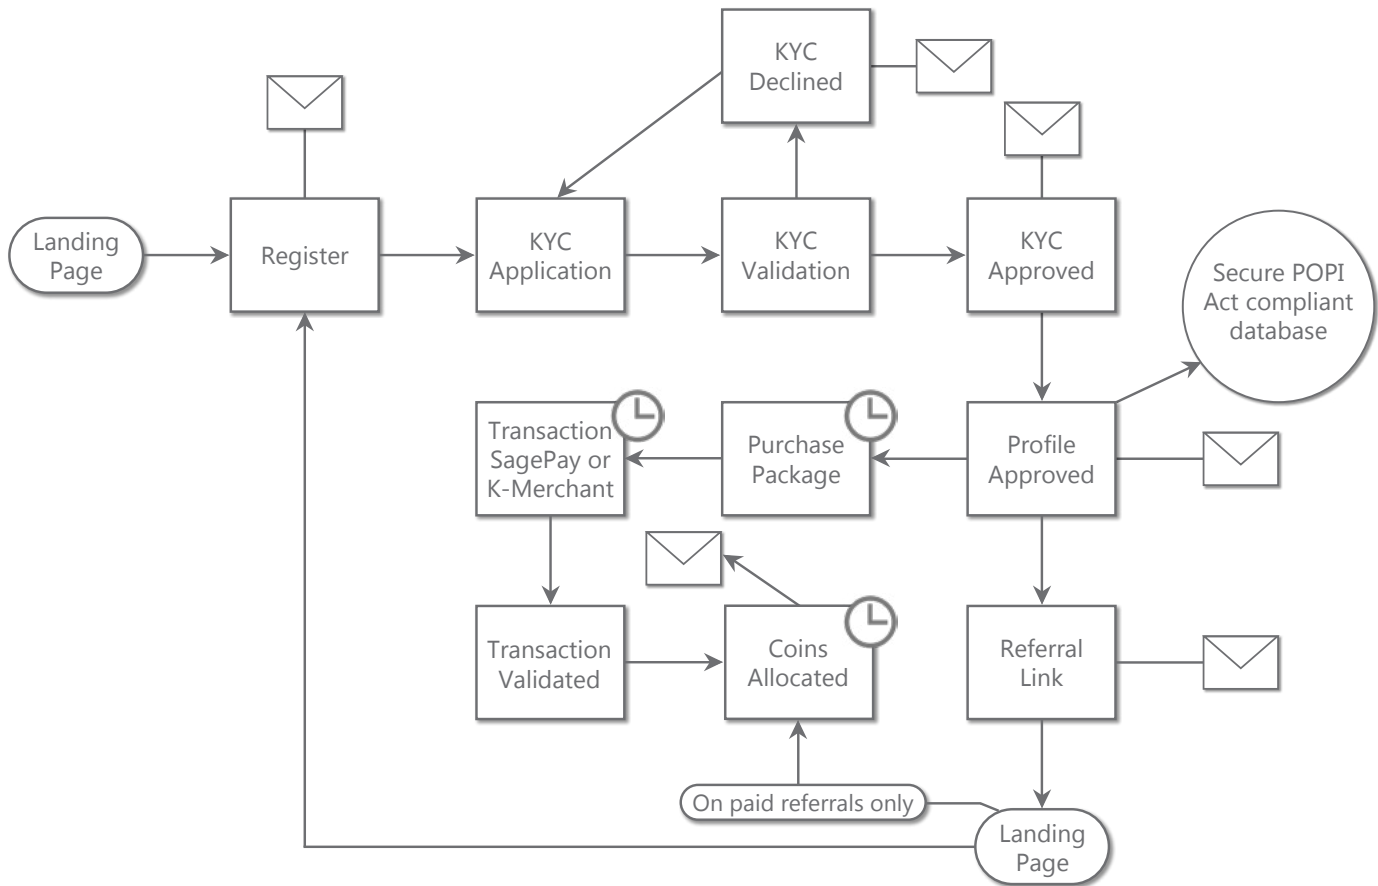 KYC
Declined
Landing
Page
Register
KYC
Application
KYC
Validation
KYC
Approved
Secure POPI
Act compliant
database
Transaction
SagePay or
K-Merchant
Purchase
Package
Profile
Approved
Transaction
Validated
Coins
Allocated
Referral
Link
On paid referrals only
Landing
Page